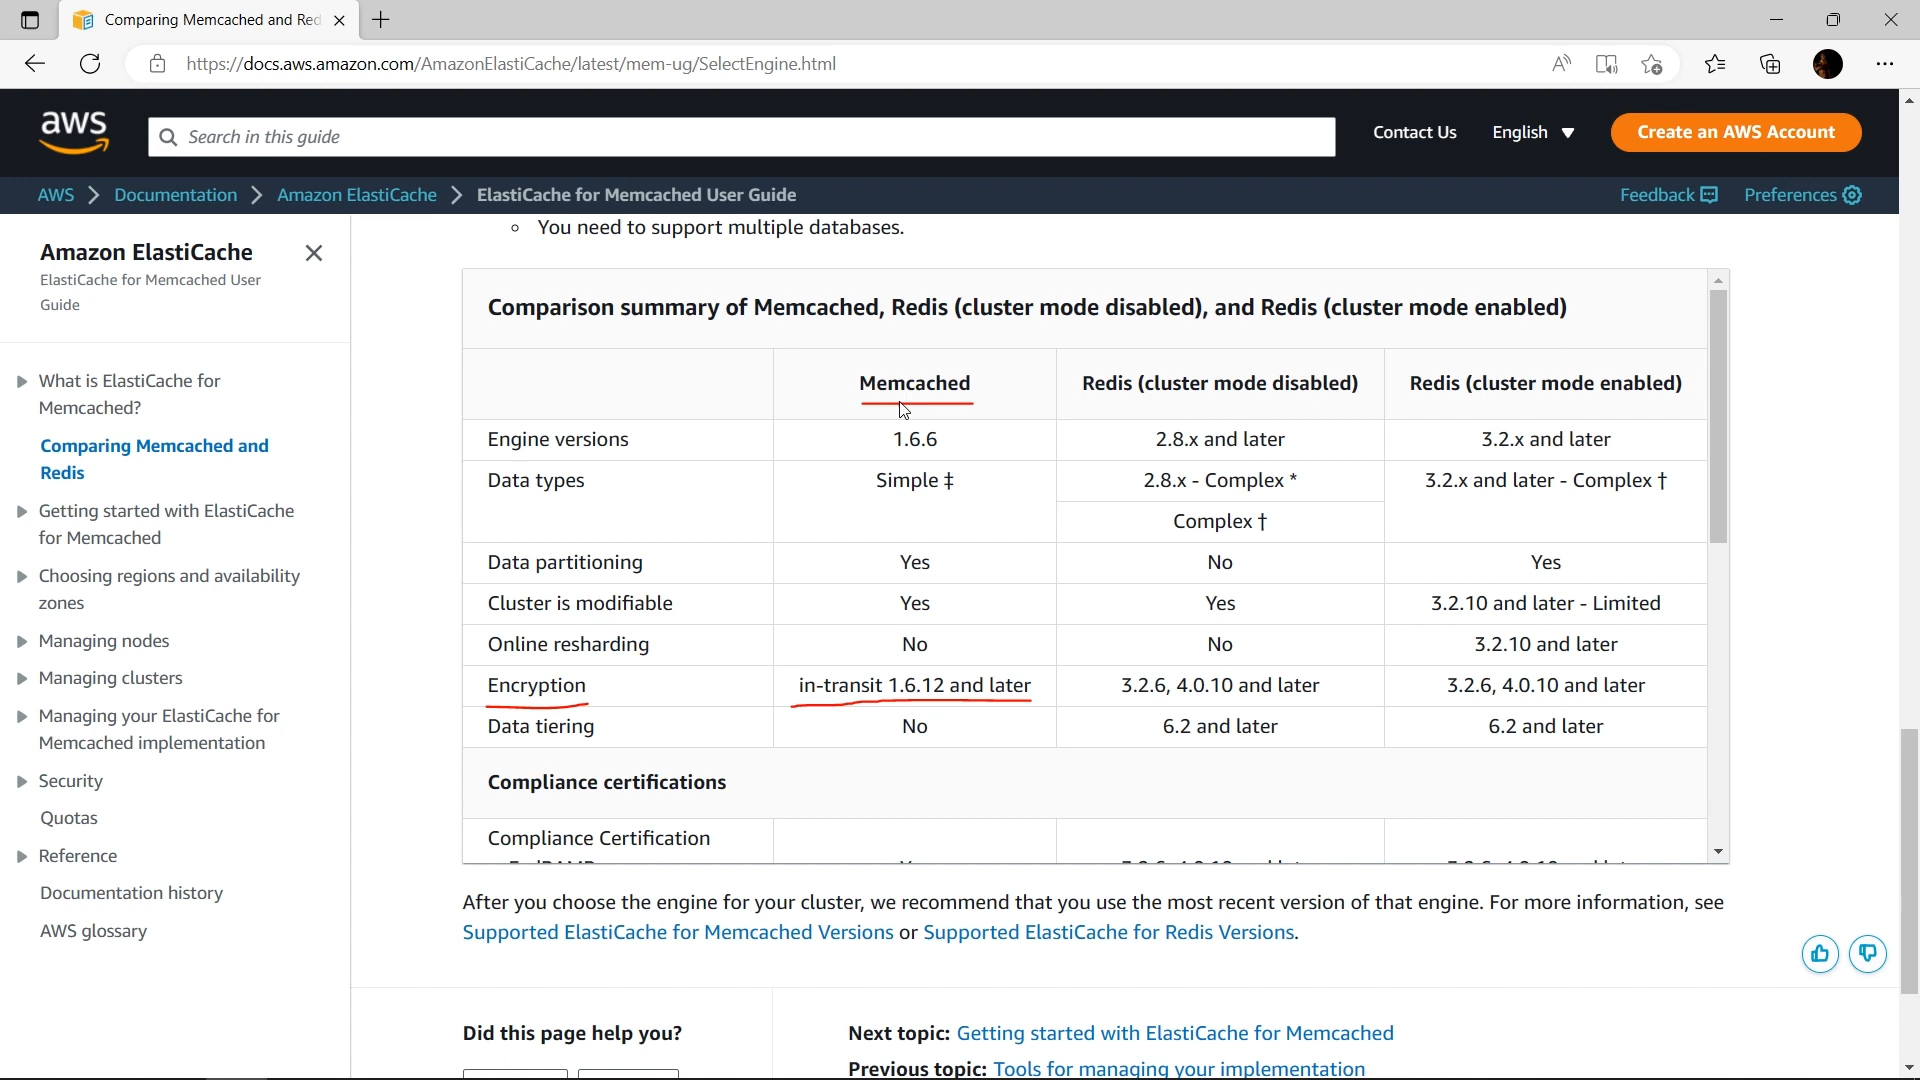 Comparing Memcached and Red
https://docs.aws.amazon.com/AmazonElastiCache/latest/mem-ug/SelectEngine.html
aws
Search in this guide
Contact Us
English
Create an AWS Account
AWS
Documentation
Amazon ElastiCache
ElastiCache for Memcached User Guide
Feedback
Preferences
Amazon ElastiCache
ElastiCache for Memcached User
Guide
What is ElastiCache for
Memcached?
Comparing Memcached and
Redis
Getting started with ElastiCache
for Memcached
Choosing regions and availability
zones
Managing nodes
Managing clusters
Managing your ElastiCache for
Memcached implementation
Security
Quotas
Reference
Documentation history
AWS glossary
You need to support multiple databases.
Comparison summary of Memcached, Redis (cluster mode disabled), and Redis (cluster mode enabled)
Memcached Redis (cluster mode disabled) Redis (cluster mode enabled)
Engine versions 1.6.6 2.8.x and later 3.2.x and later
Data types Simple ‡ 2.8.x - Complex * 3.2.x and later - Complex †
Complex †
Data partitioning Yes No Yes
Cluster is modifiable Yes Yes 3.2.10 and later - Limited
Online resharding No No 3.2.10 and later
Encryption in-transit 1.6.12 and later 3.2.6, 4.0.10 and later 3.2.6, 4.0.10 and later
Data tiering No 6.2 and later 6.2 and later
Compliance certifications
Compliance Certification
After you choose the engine for your cluster, we recommend that you use the most recent version of that engine. For more information, see
Supported ElastiCache for Memcached Versions or Supported ElastiCache for Redis Versions.
Did this page help you?
Next topic: Getting started with ElastiCache for Memcached
Previous topic: Tools for managing your implementation